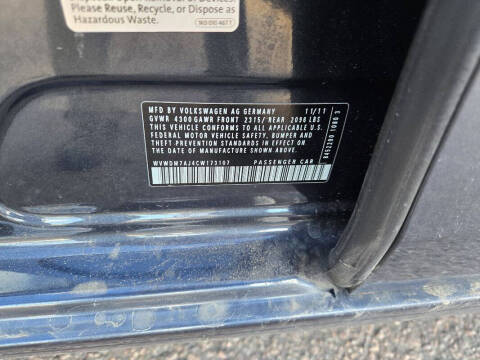 Please Reuse, Recycle, or Dispose as
Hazardous Waste.
MFD BY VOLKSWAGEN AG GERMANY 11/11
GVWR 4300 GAWR FRONT 2315/ REAR 2096 LBS
THIS VEHICLE CONFORMS TO ALL APPLICABLE U.S.
FEDERAL MOTOR VEHICLE SAFETY, BUMPER AND
THEFT PREVENTION STANDARDS IN EFFECT ON
THE DATE OF MANUFACTURE SHOWN ABOVE.
WVWDM7AJ4CW173107 PASSENGER CAR